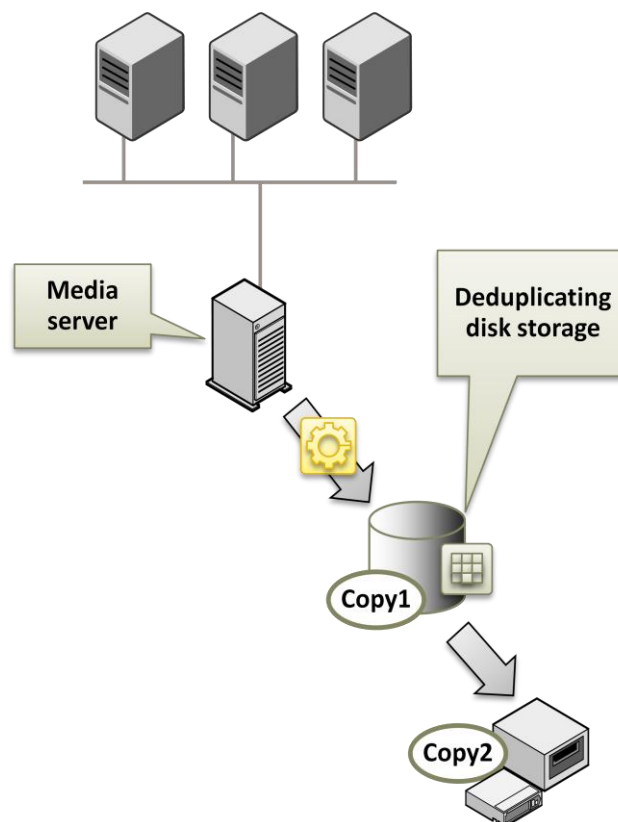 Media
server
Deduplicating
disk storage
Copy1
Copy2